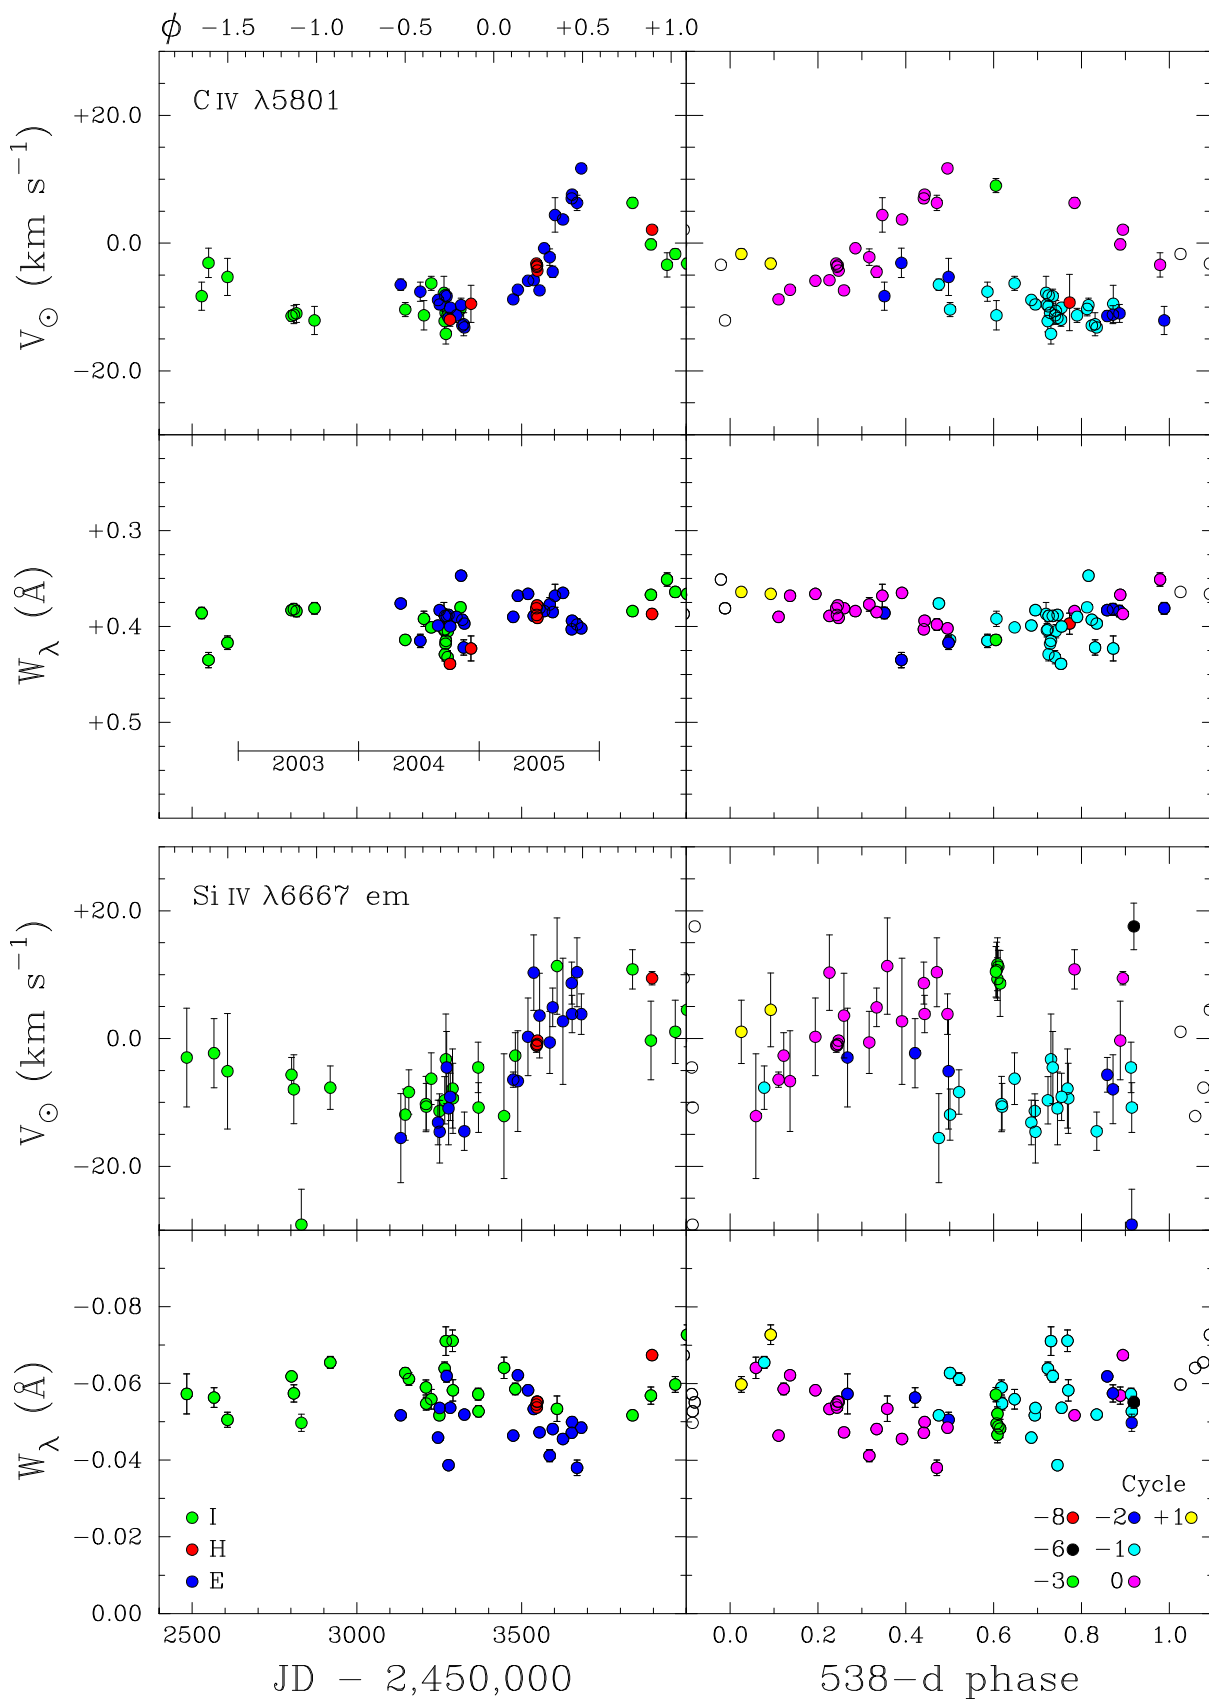 ϕ −1.5 −1.0 −0.5 0.0 +0.5 +1.0
C IV λ5801
+20.0
0.0
−20.0
V⊙ (km s−1)
+0.3
+0.4
+0.5
Wλ (Å)
2003 2004 2005
Si IV λ6667 em
+20.0
0.0
−20.0
V⊙ (km s−1)
−0.08
−0.06
−0.04
−0.02
0.00
Wλ (Å)
I
H
E
Cycle
−8 −2 +1
−6 −1
−3 0
2500 3000 3500 0.0 0.2 0.4 0.6 0.8 1.0
JD − 2,450,000 538−d phase